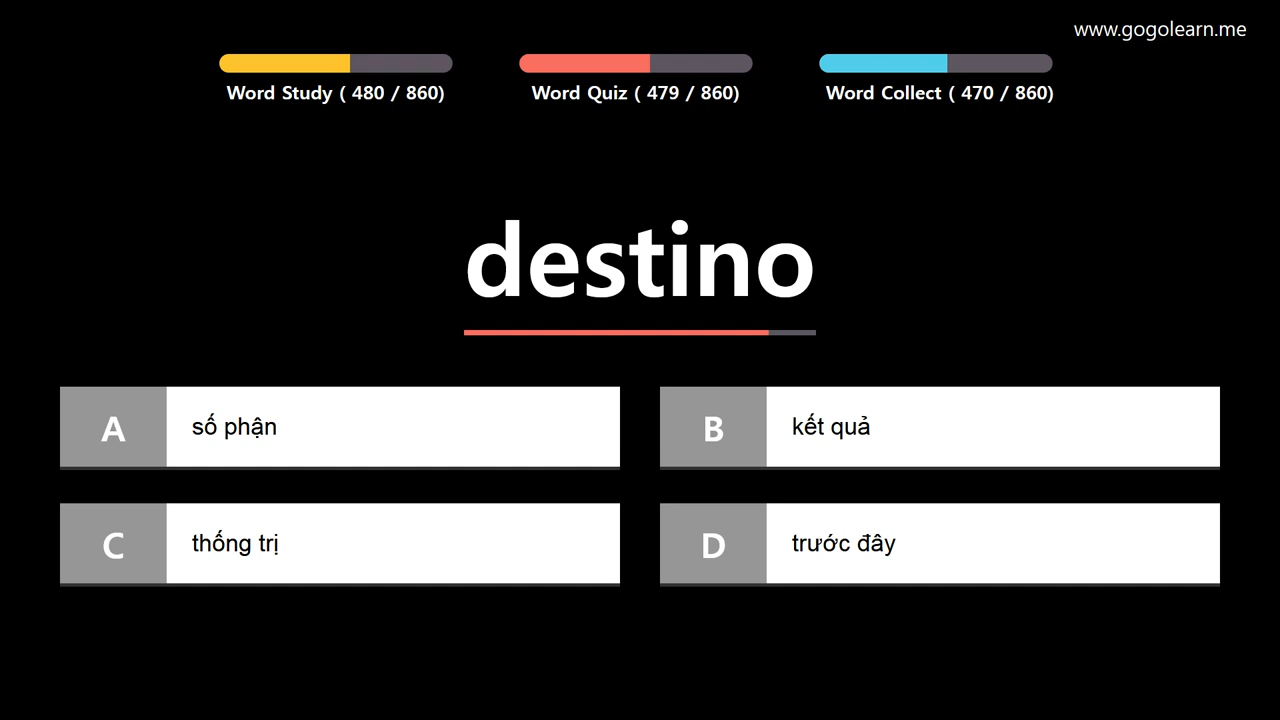 www.gogolearn.me
Word Study ( 480 / 860)
Word Quiz ( 479 / 860)
Word Collect ( 470 / 860)
destino
A số phận
B kết quả
C thống trị
D trước đây